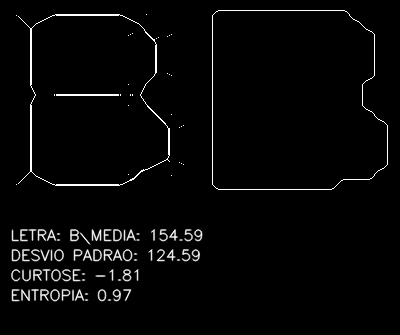 LETRA: B\MEDIA: 154.59
DESVIO PADRAO: 124.59
CURTOSE: -1.81
ENTROPIA: 0.97